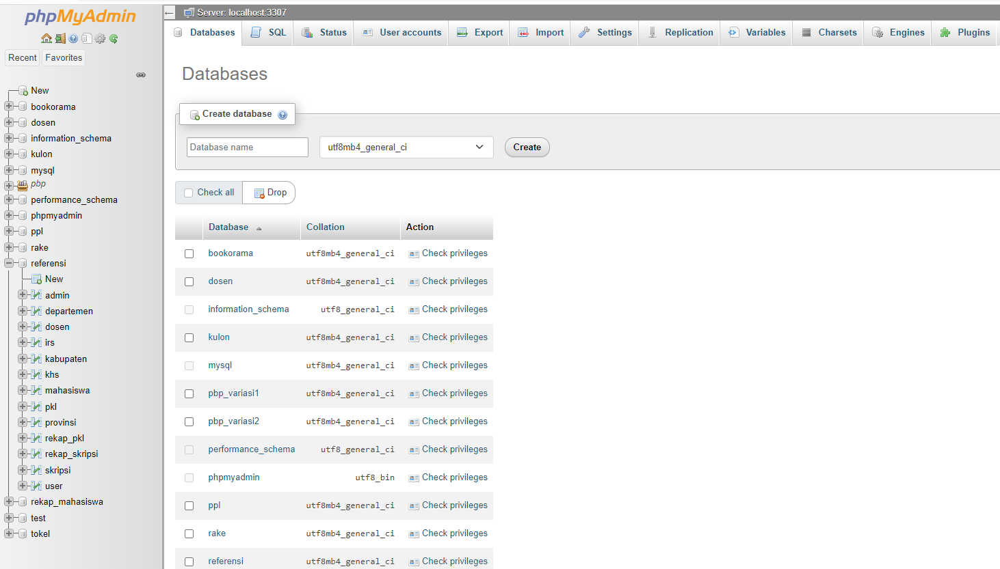 phpMyAdmin
Recent
Favorites
New
bookorama
dosen
information_schema
kulon
mysql
pbp
performance_schema
phpmyadmin
ppl
rake
referensi
New
admin
departemen
dosen
irs
kabupaten
khs
mahasiswa
pkl
provinsi
rekap_pkl
rekap_skripsi
skripsi
user
rekap_mahasiswa
test
tokel
Server: localhost:3307
Databases SQL Status User accounts Export Import Settings Replication Variables Charsets Engines Plugins
Databases
Create database
Database name utf8mb4_general_ci Create
Check all Drop
Database Collation Action
bookorama utf8mb4_general_ci Check privileges
dosen utf8mb4_general_ci Check privileges
information_schema utf8_general_ci Check privileges
kulon utf8mb4_general_ci Check privileges
mysql utf8mb4_general_ci Check privileges
pbp_variasi1 utf8mb4_general_ci Check privileges
pbp_variasi2 utf8mb4_general_ci Check privileges
performance_schema utf8_general_ci Check privileges
phpmyadmin utf8_bin Check privileges
ppl utf8mb4_general_ci Check privileges
rake utf8mb4_general_ci Check privileges
referensi utf8mb4_general_ci Check privileges